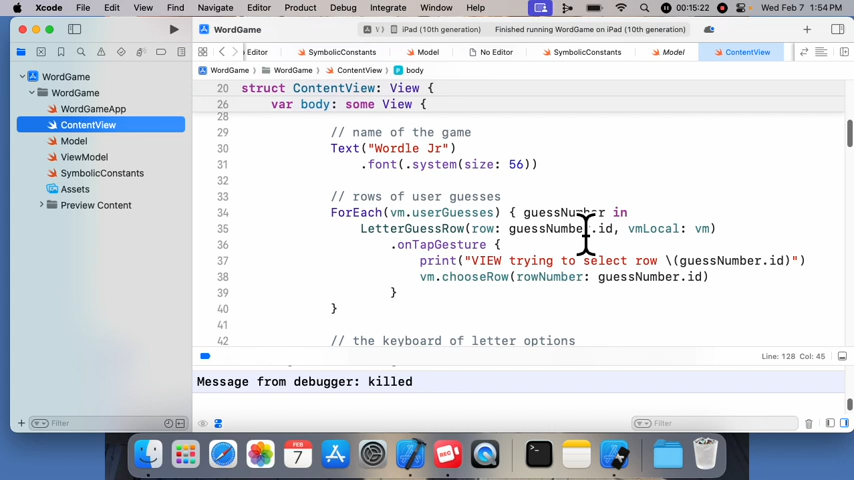 Xcode File Edit View Find Navigate Editor Product Debug Integrate Window Help 00:15:22 Wed Feb 7 1:54 PM
WordGame iPad (10th generation) Finished running WordGame on iPad (10th generation)
Editor SymbolicConstants Model No Editor SymbolicConstants Model ContentView
WordGame WordGame ContentView body
WordGame
WordGame
WordGameApp
ContentView
Model
ViewModel
SymbolicConstants
Assets
Preview Content
20 struct ContentView: View {
26 var body: some View {
28
29 // name of the game
30 Text("Wordle Jr")
31 .font(.system(size: 56))
32
33 // rows of user guesses
34 ForEach(vm.userGuesses) { guessNumber in
35 LetterGuessRow(row: guessNumber.id, vmLocal: vm)
36 .onTapGesture {
37 print("VIEW trying to select row \(guessNumber.id)")
38 vm.chooseRow(rowNumber: guessNumber.id)
39 }
40 }
41
42 // the keyboard of letter options
Line: 128 Col: 45
Message from debugger: killed
Filter Filter
FEB
7
REC